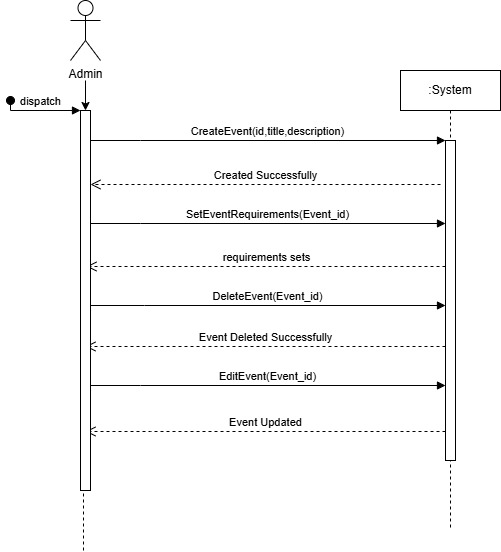 Admin
:System
dispatch
CreateEvent(id,title,description)
Created Successfully
SetEventRequirements(Event_id)
requirements sets
DeleteEvent(Event_id)
Event Deleted Successfully
EditEvent(Event_id)
Event Updated